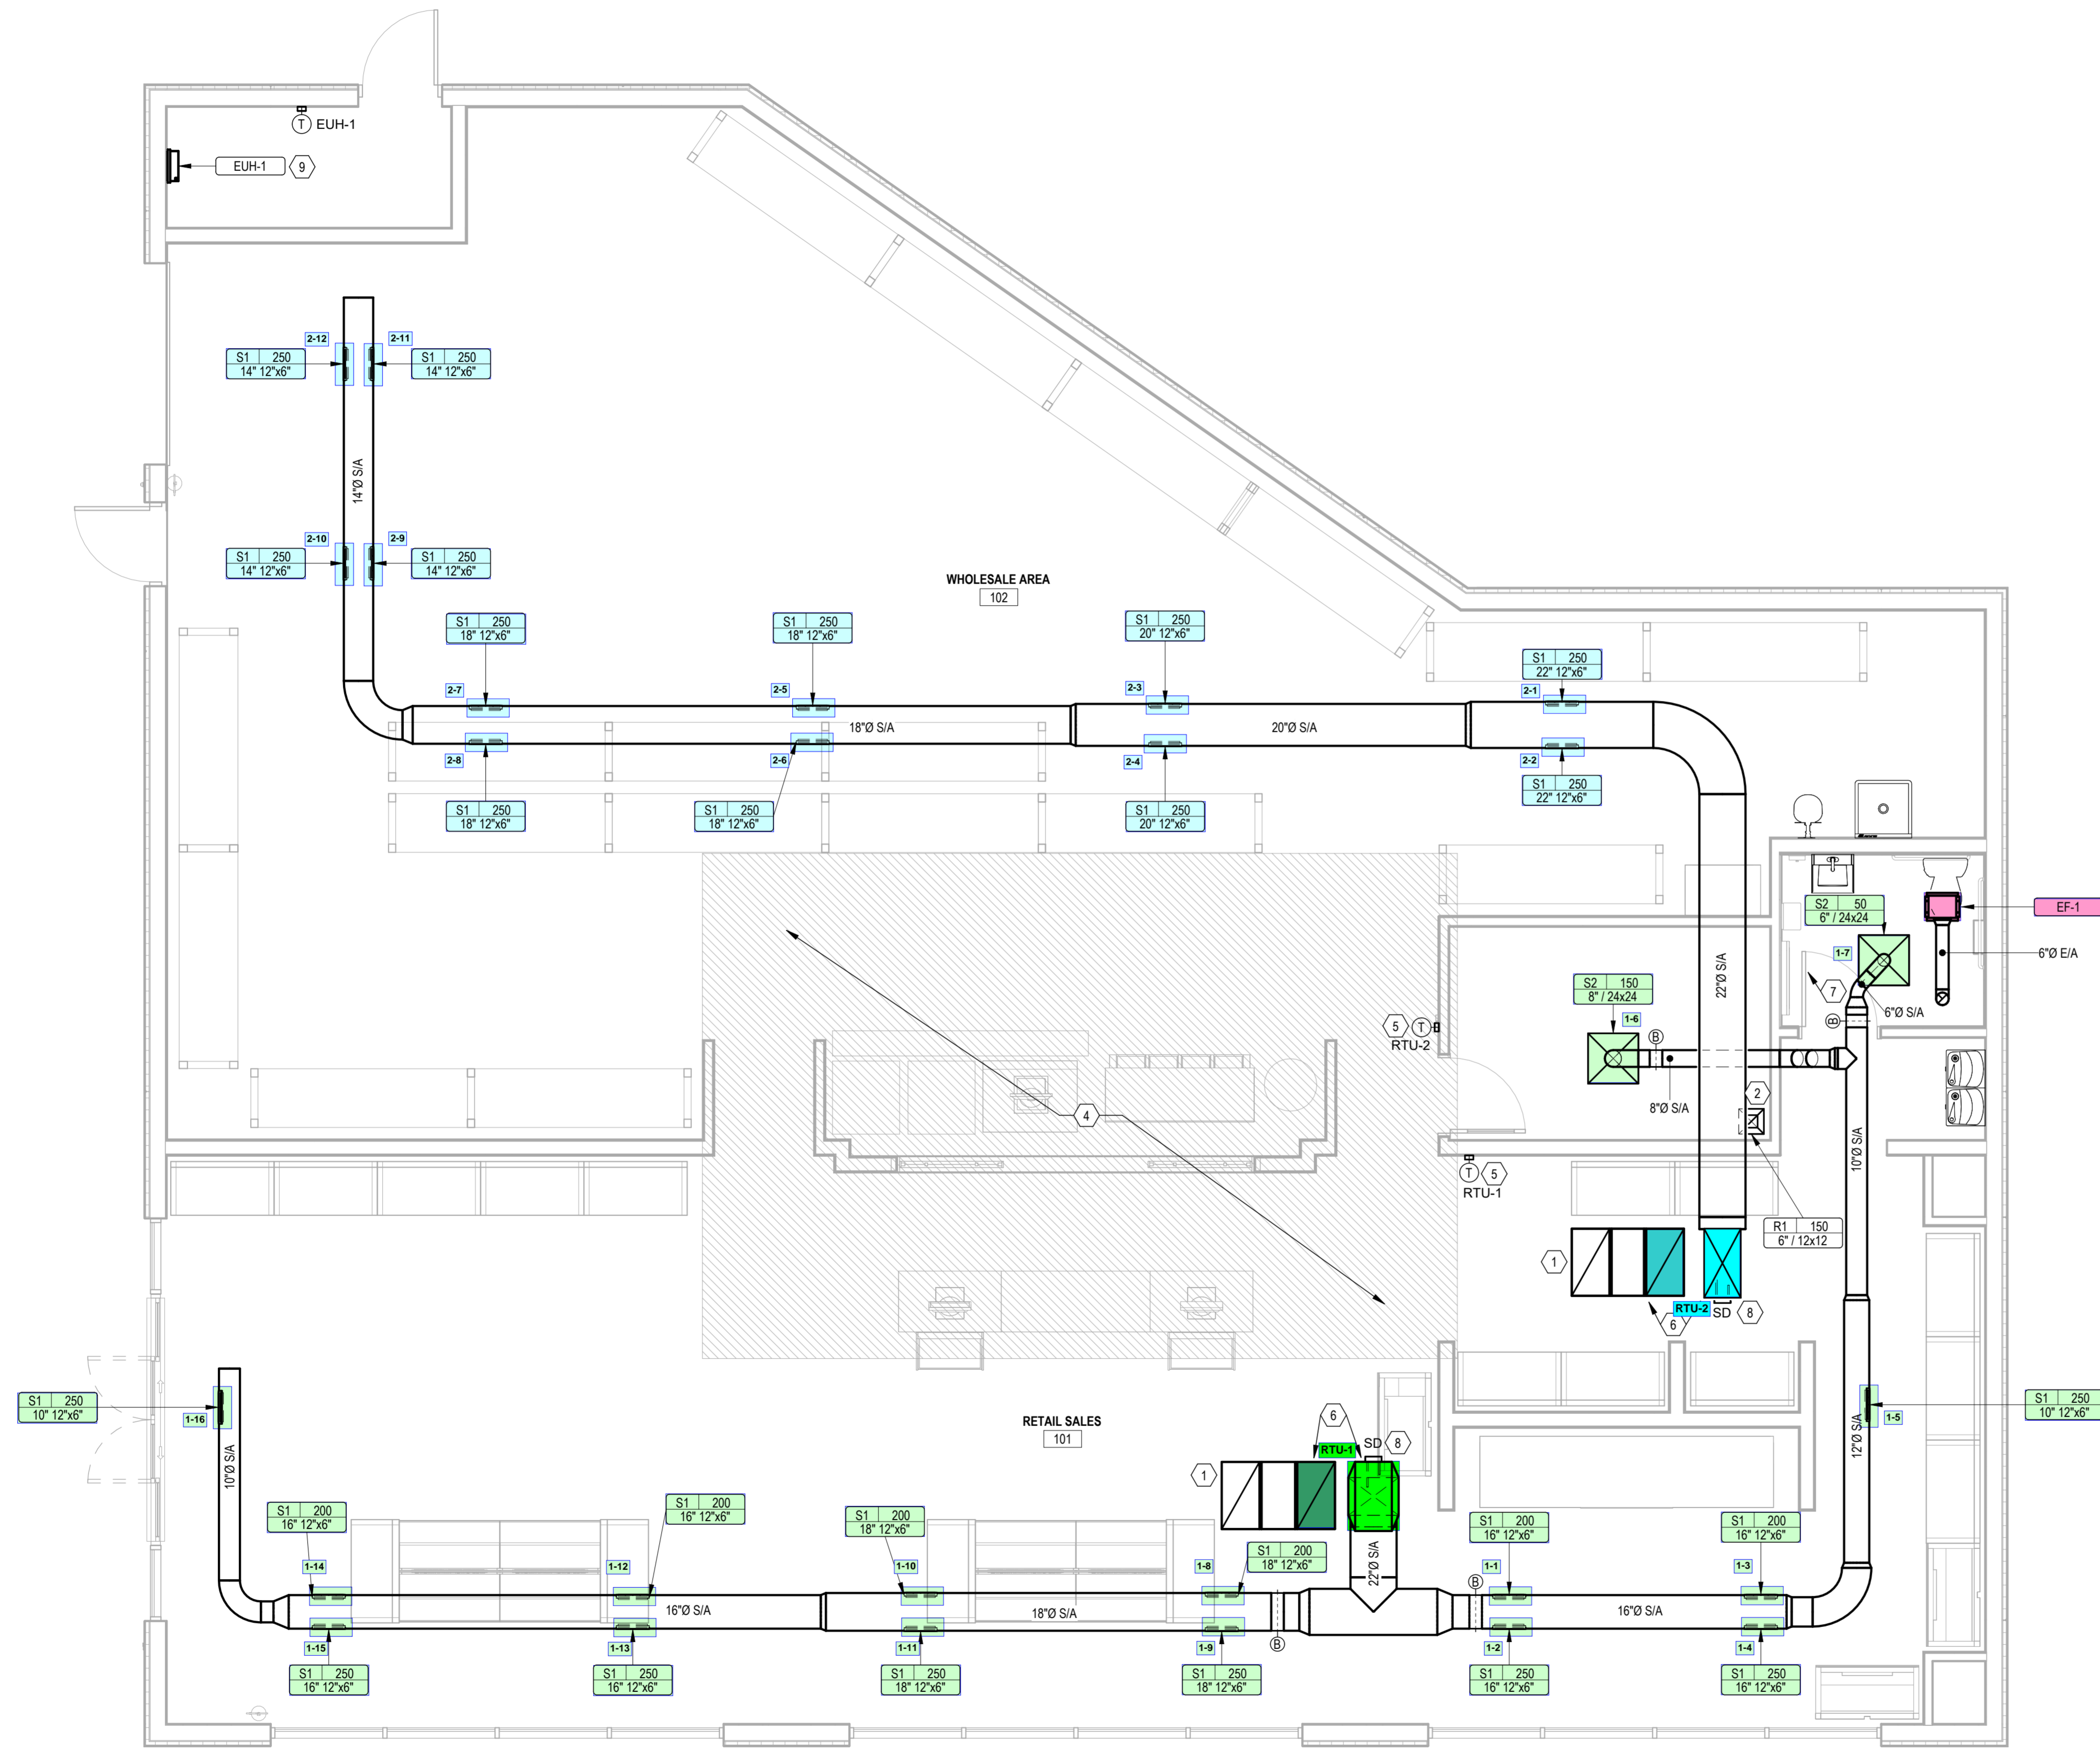 T EUH-1
EUH-1 9
2-12
2-11
S1 250
14" 12"x6"
S1 250
14" 12"x6"
14"Ø S/A
2-10
2-9
S1 250
14" 12"x6"
S1 250
14" 12"x6"
WHOLESALE AREA
102
S1 250
18" 12"x6"
S1 250
18" 12"x6"
S1 250
20" 12"x6"
S1 250
22" 12"x6"
2-7
2-5
2-3
2-1
18"Ø S/A
20"Ø S/A
2-8
2-6
2-4
2-2
S1 250
18" 12"x6"
S1 250
18" 12"x6"
S1 250
20" 12"x6"
S1 250
22" 12"x6"
S2 50
6" / 24x24
EF-1
1-7
6"Ø E/A
22"Ø S/A
S2 150
8" / 24x24
7
6"Ø S/A
1-6
5 T
RTU-2
B
B
8"Ø S/A
2
4
10"Ø S/A
T 5
RTU-1
R1 150
6" / 12x12
1
RTU-2
SD 8
6
S1 250
10" 12"x6"
1-16
S1 250
10" 12"x6"
1-5
12"Ø S/A
RETAIL SALES
101
6
RTU-1
SD 8
1
10"Ø S/A
S1 200
16" 12"x6"
S1 200
16" 12"x6"
S1 200
18" 12"x6"
S1 200
18" 12"x6"
S1 200
16" 12"x6"
S1 200
16" 12"x6"
1-14
1-12
1-10
1-8
22"Ø S/A
1-1
1-3
B
16"Ø S/A
18"Ø S/A
16"Ø S/A
1-15
1-13
1-11
1-9
B
1-2
1-4
S1 250
16" 12"x6"
S1 250
16" 12"x6"
S1 250
18" 12"x6"
S1 250
18" 12"x6"
S1 250
16" 12"x6"
S1 250
16" 12"x6"